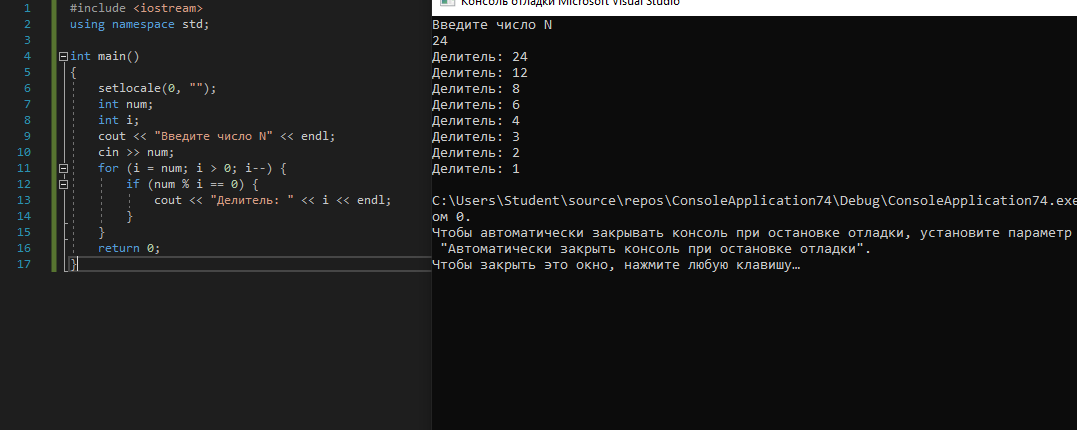 Консоль отладки Microsoft Visual Studio
1 #include <iostream>
2 using namespace std;
3
4 int main()
5 {
6 setlocale(0, "");
7 int num;
8 int i;
9 cout << "Введите число N" << endl;
10 cin >> num;
11 for (i = num; i > 0; i--) {
12 if (num % i == 0) {
13 cout << "Делитель: " << i << endl;
14 }
15 }
16 return 0;
17 }
Введите число N
24
Делитель: 24
Делитель: 12
Делитель: 8
Делитель: 6
Делитель: 4
Делитель: 3
Делитель: 2
Делитель: 1
C:\Users\Student\source\repos\ConsoleApplication74\Debug\ConsoleApplication74.exe
ом 0.
Чтобы автоматически закрывать консоль при остановке отладки, установите параметр
"Автоматически закрыть консоль при остановке отладки".
Чтобы закрыть это окно, нажмите любую клавишу…